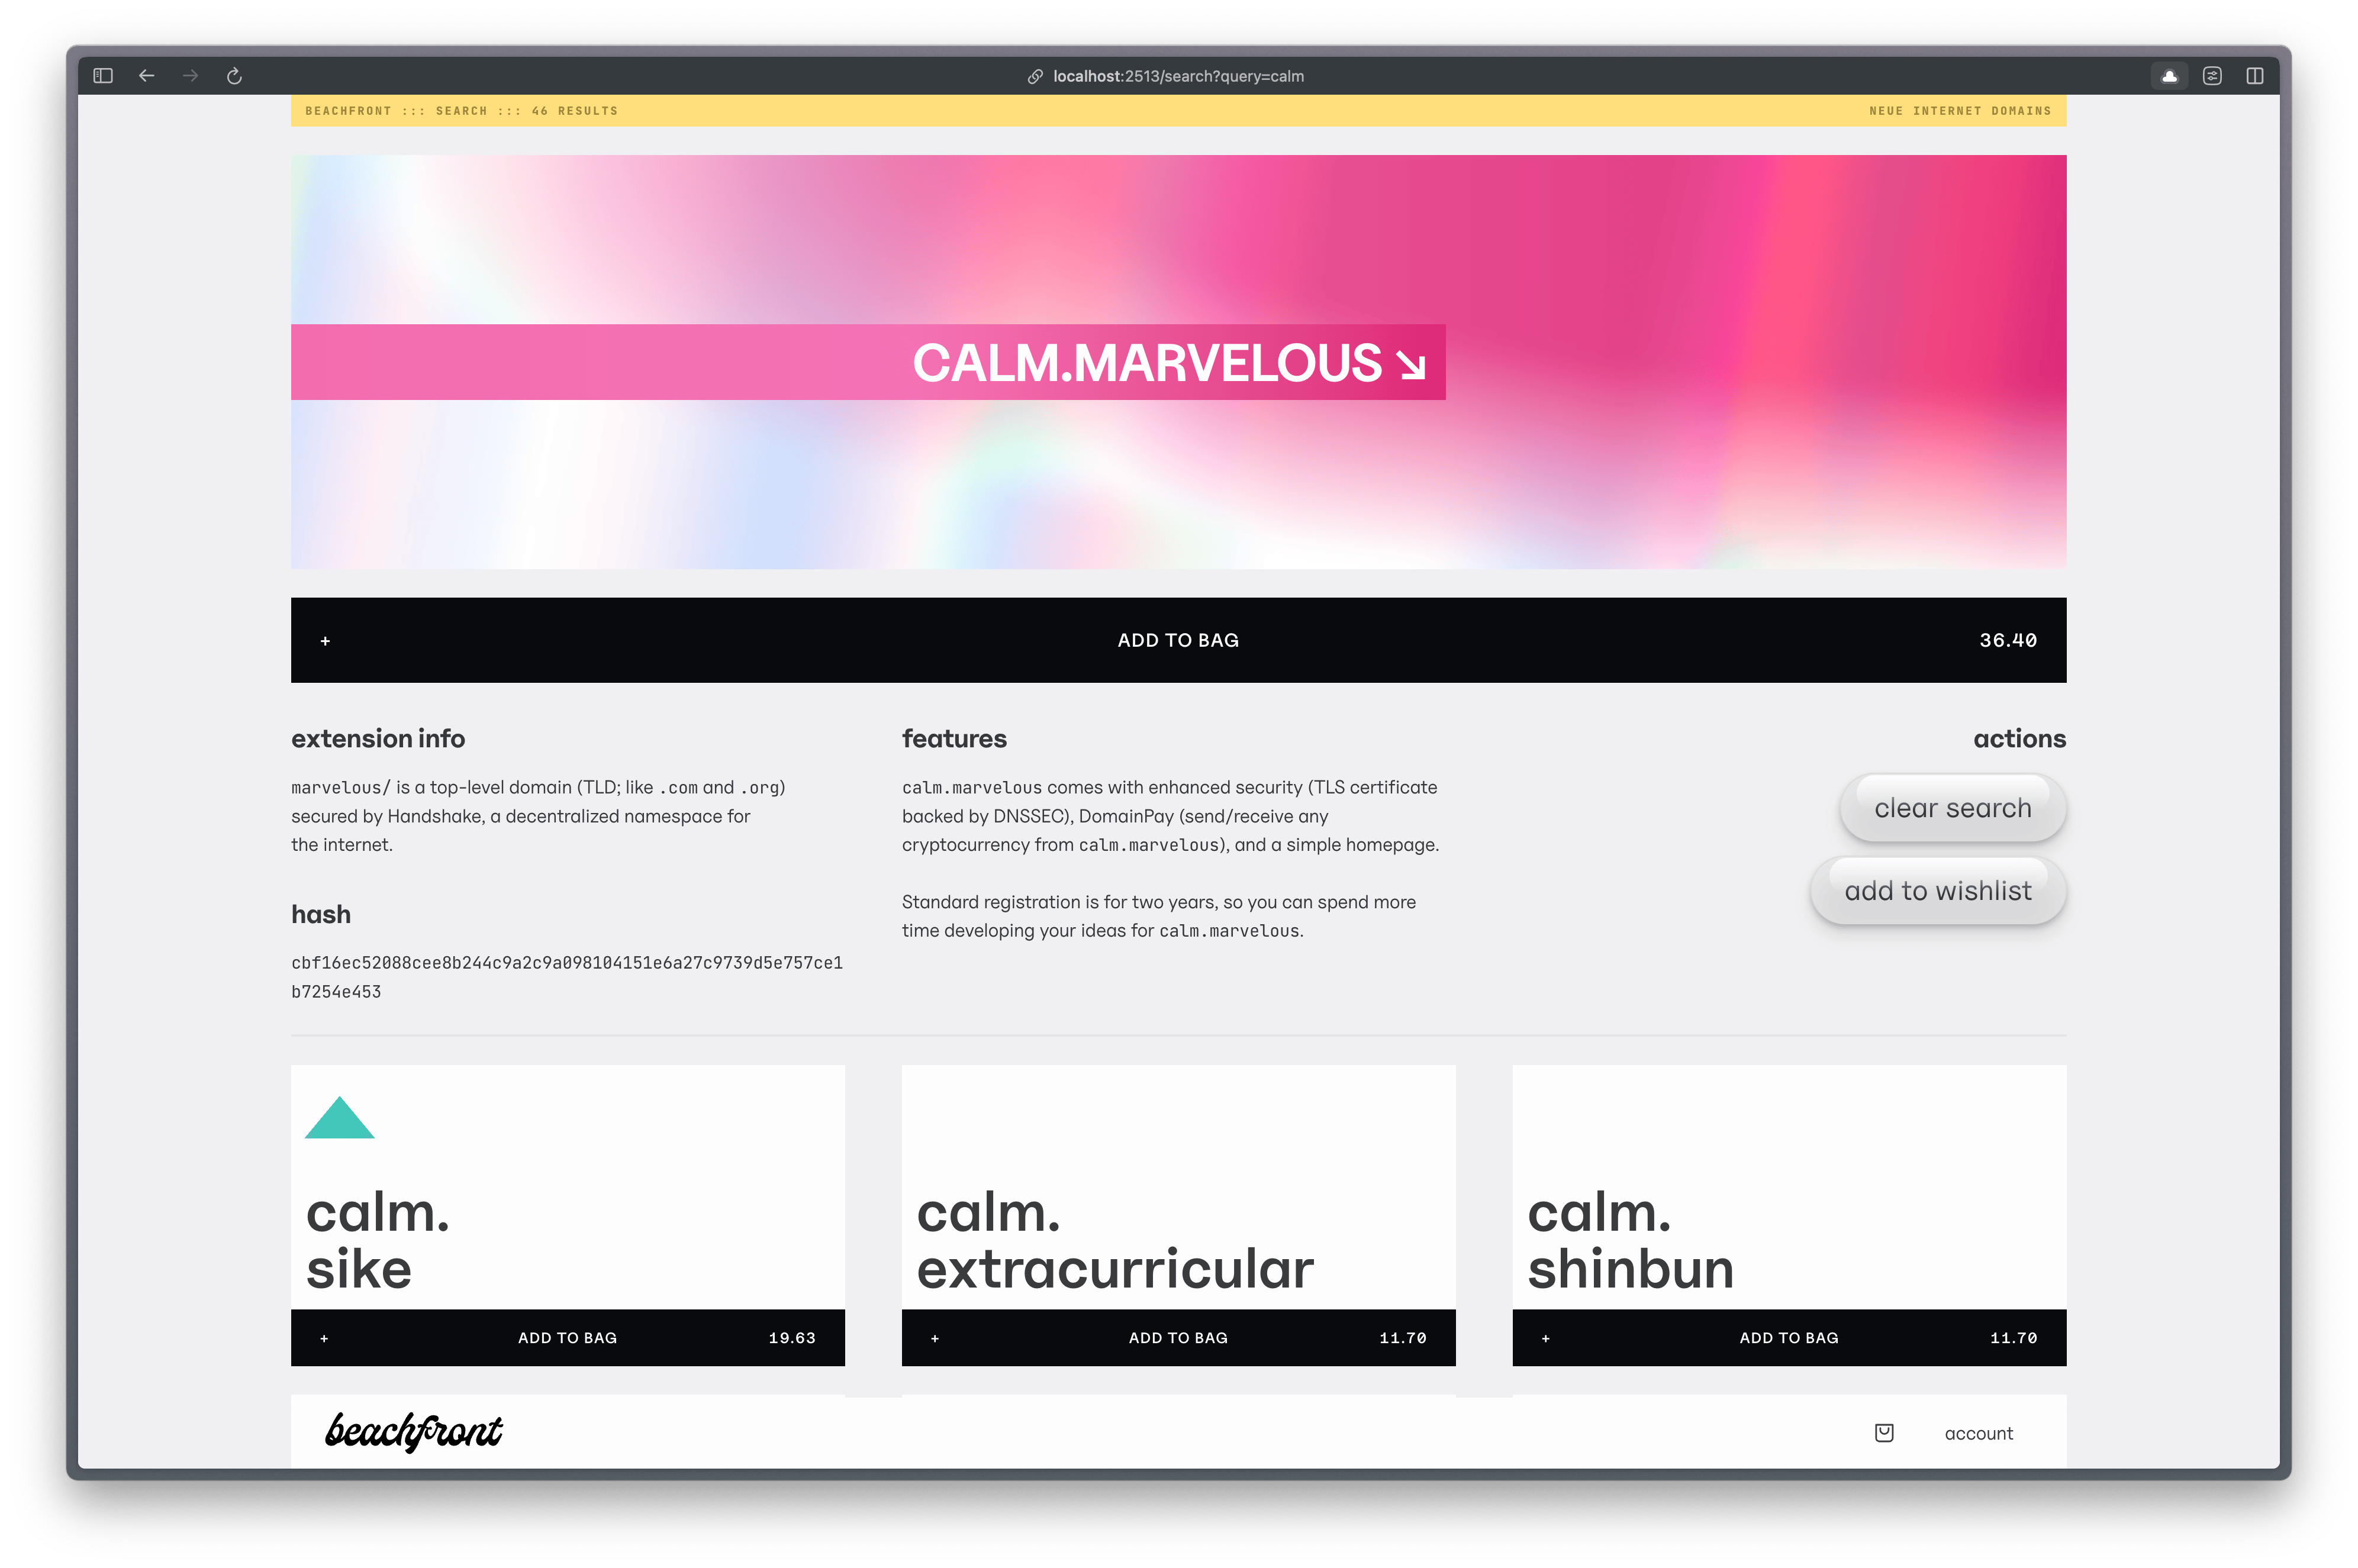 localhost:2513/search?query=calm
BEACHFRONT ::: SEARCH ::: 46 RESULTS
NEUE INTERNET DOMAINS
CALM.MARVELOUS ↘
+ ADD TO BAG 36.40
extension info
marvelous/ is a top-level domain (TLD; like .com and .org)
secured by Handshake, a decentralized namespace for
the internet.
hash
cbf16ec52088cee8b244c9a2c9a098104151e6a27c9739d5e757ce1
b7254e453
features
calm.marvelous comes with enhanced security (TLS certificate
backed by DNSSEC), DomainPay (send/receive any
cryptocurrency from calm.marvelous), and a simple homepage.
Standard registration is for two years, so you can spend more
time developing your ideas for calm.marvelous.
actions
clear search
add to wishlist
calm.
sike
+ ADD TO BAG 19.63
calm.
extracurricular
+ ADD TO BAG 11.70
calm.
shinbun
+ ADD TO BAG 11.70
beachfront
account